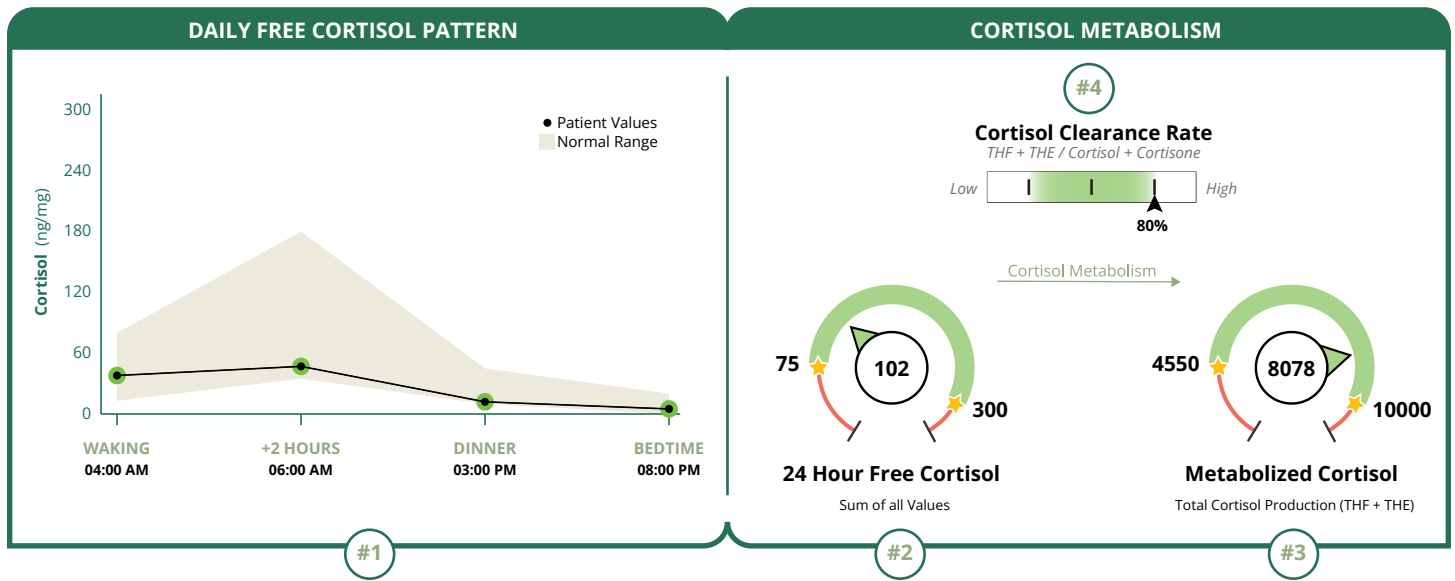 DAILY FREE CORTISOL PATTERN
300
240
180
120
60
0
Cortisol (ng/mg)
Patient Values
Normal Range
WAKING
04:00 AM
+2 HOURS
06:00 AM
DINNER
03:00 PM
BEDTIME
08:00 PM
#1
CORTISOL METABOLISM
#4
Cortisol Clearance Rate
THF + THE / Cortisol + Cortisone
Low
High
80%
Cortisol Metabolism
75
102
300
24 Hour Free Cortisol
Sum of all Values
#2
4550
8078
10000
Metabolized Cortisol
Total Cortisol Production (THF + THE)
#3